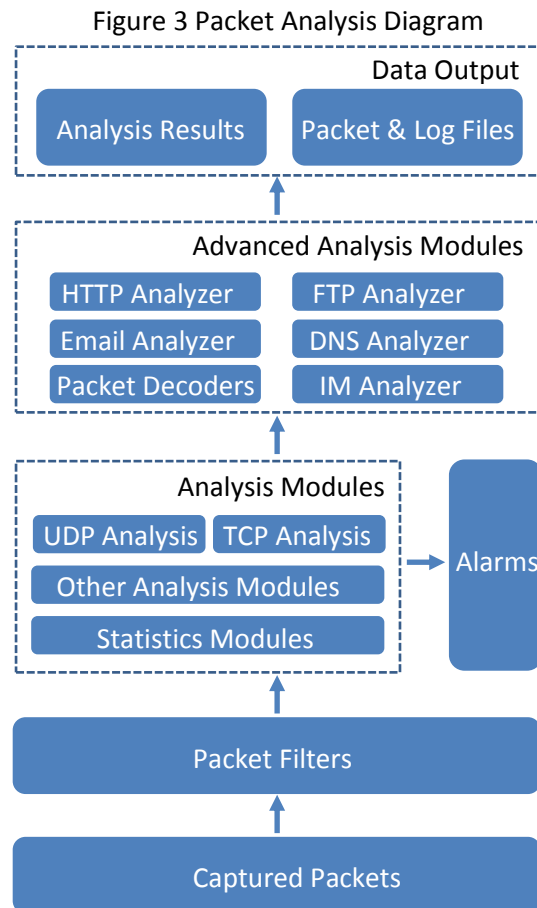 Figure 3 Packet Analysis Diagram
Data Output
Analysis Results
Packet & Log Files
Advanced Analysis Modules
HTTP Analyzer
FTP Analyzer
Email Analyzer
DNS Analyzer
Packet Decoders
IM Analyzer
Analysis Modules
UDP Analysis
TCP Analysis
Other Analysis Modules
Statistics Modules
Alarms
Packet Filters
Captured Packets